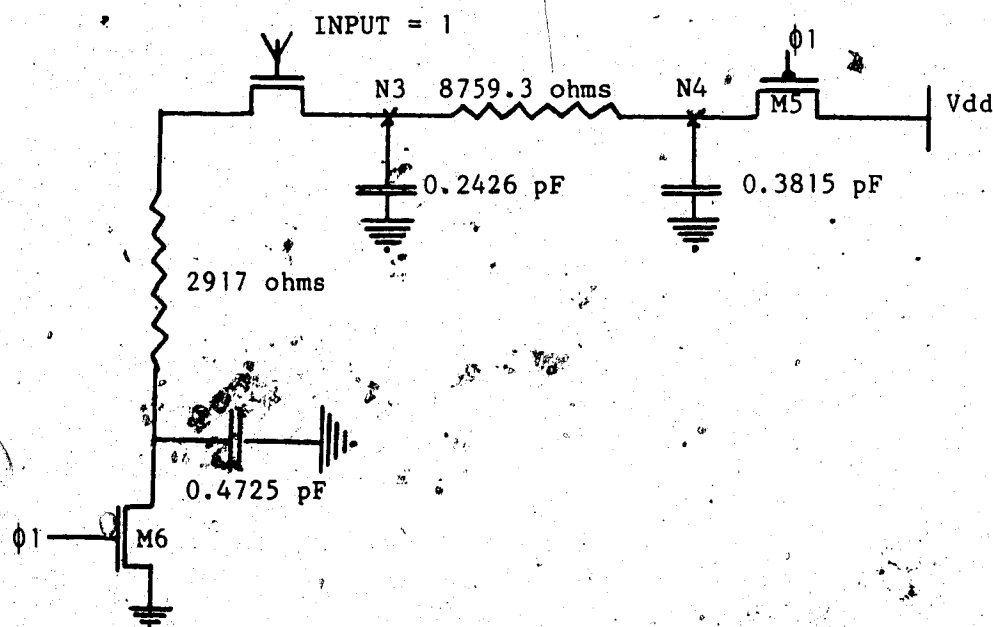 INPUT = 1
ϕ1
N3
8759.3 ohms
N4
M5
Vdd
0.2426 pF
0.3815 pF
2917 ohms
0.4725 pF
ϕ1
M6